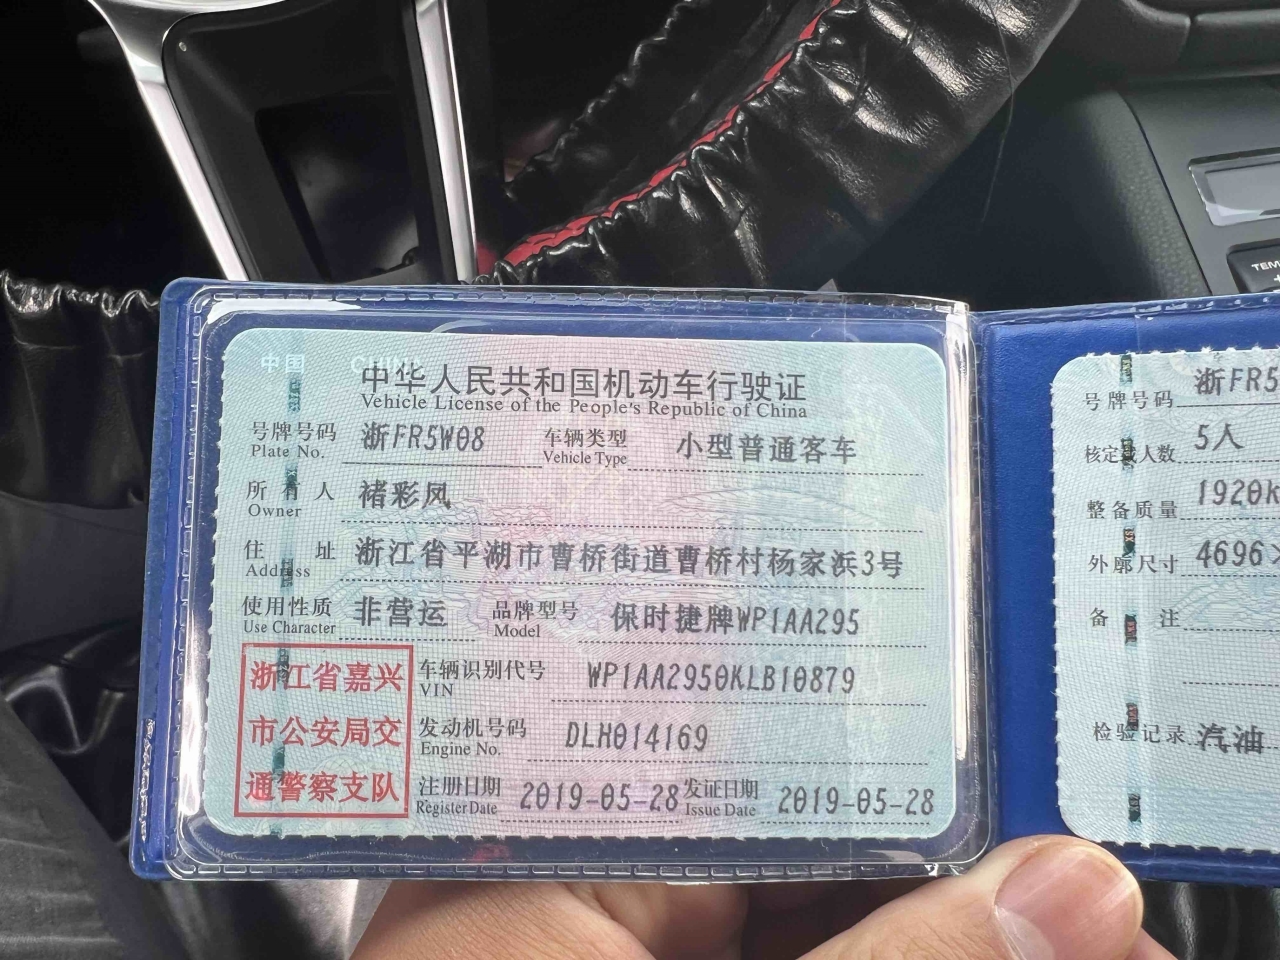 TEM
中国 CHINA
中华人民共和国机动车行驶证
Vehicle License of the People's Republic of China
号牌号码 浙FR5W08 车辆类型 小型普通客车
Plate No. Vehicle Type
所有人 褚彩凤
Owner
住址 浙江省平湖市曹桥街道曹桥村杨家浜3号
Address
使用性质 非营运 品牌型号 保时捷牌WP1AA295
Use Character Model
浙江省嘉兴
市公安局交
通警察支队
车辆识别代号 WP1AA2950KLB10879
VIN
发动机号码 DLH014169
Engine No.
注册日期 2019-05-28 发证日期 2019-05-28
Register Date Issue Date
号牌号码 浙FR5
核定载人数 5人
整备质量 1920k
外廓尺寸 4696×
备注
检验记录 汽油